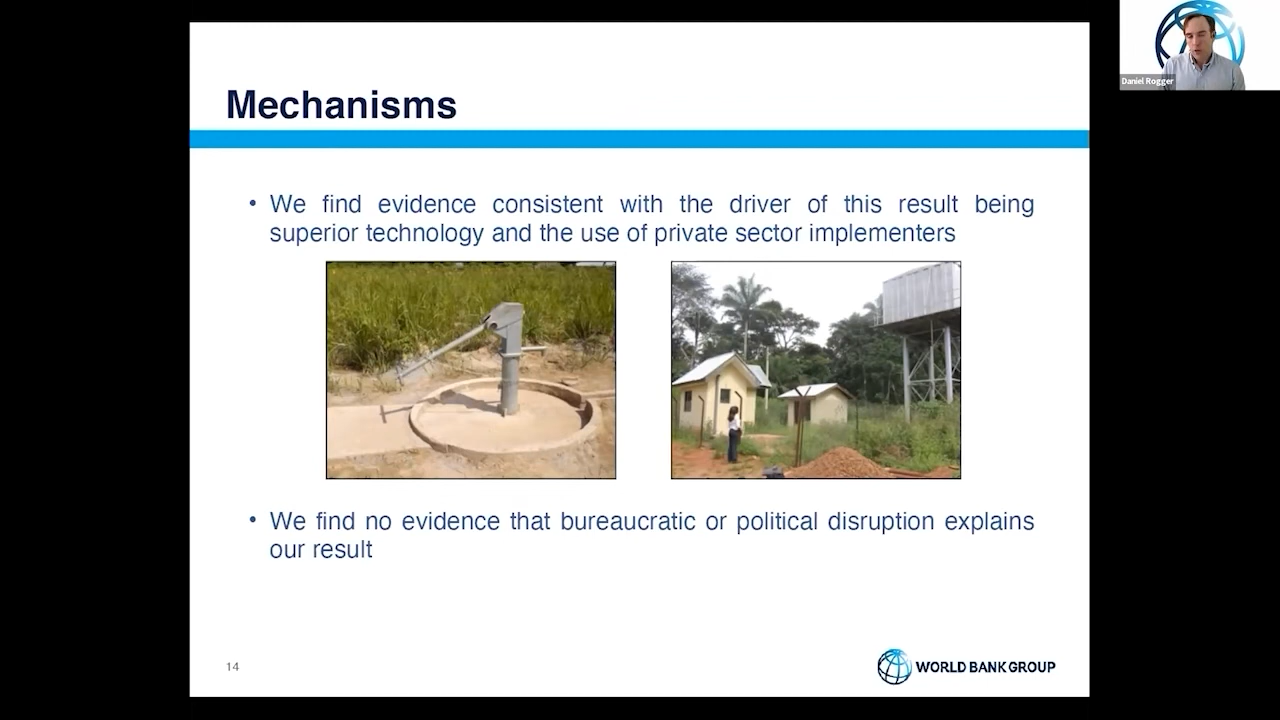 Daniel Rogger
Mechanisms
• We find evidence consistent with the driver of this result being
superior technology and the use of private sector implementers
• We find no evidence that bureaucratic or political disruption explains
our result
14
WORLD BANK GROUP